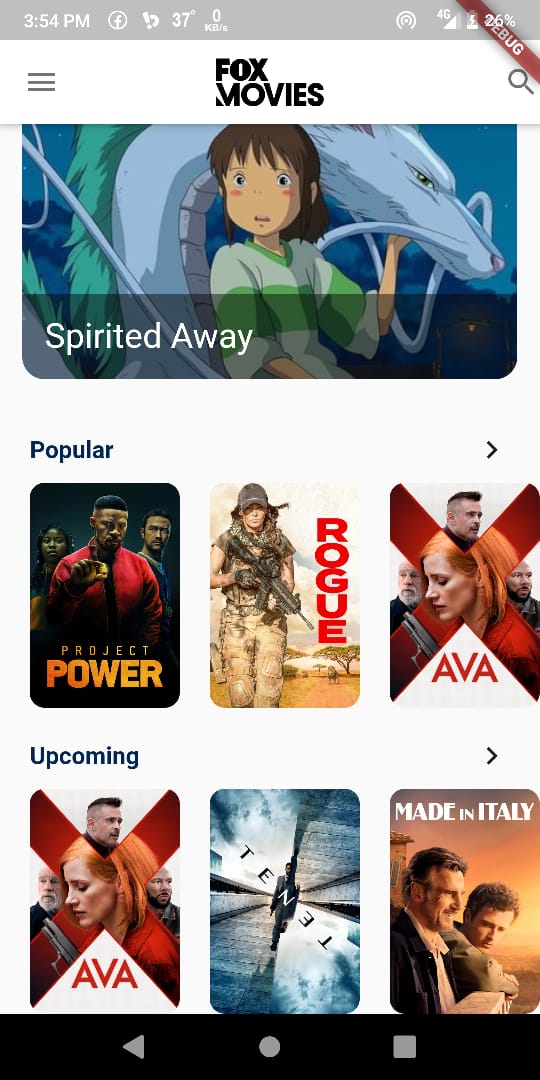 3:54 PM 37° 0 KB/s 4G 26%
DEBUG
FOX
MOVIES
Spirited Away
Popular
PROJECT
POWER
ROGUE
AVA
Upcoming
AVA
TENET
MADE IN ITALY